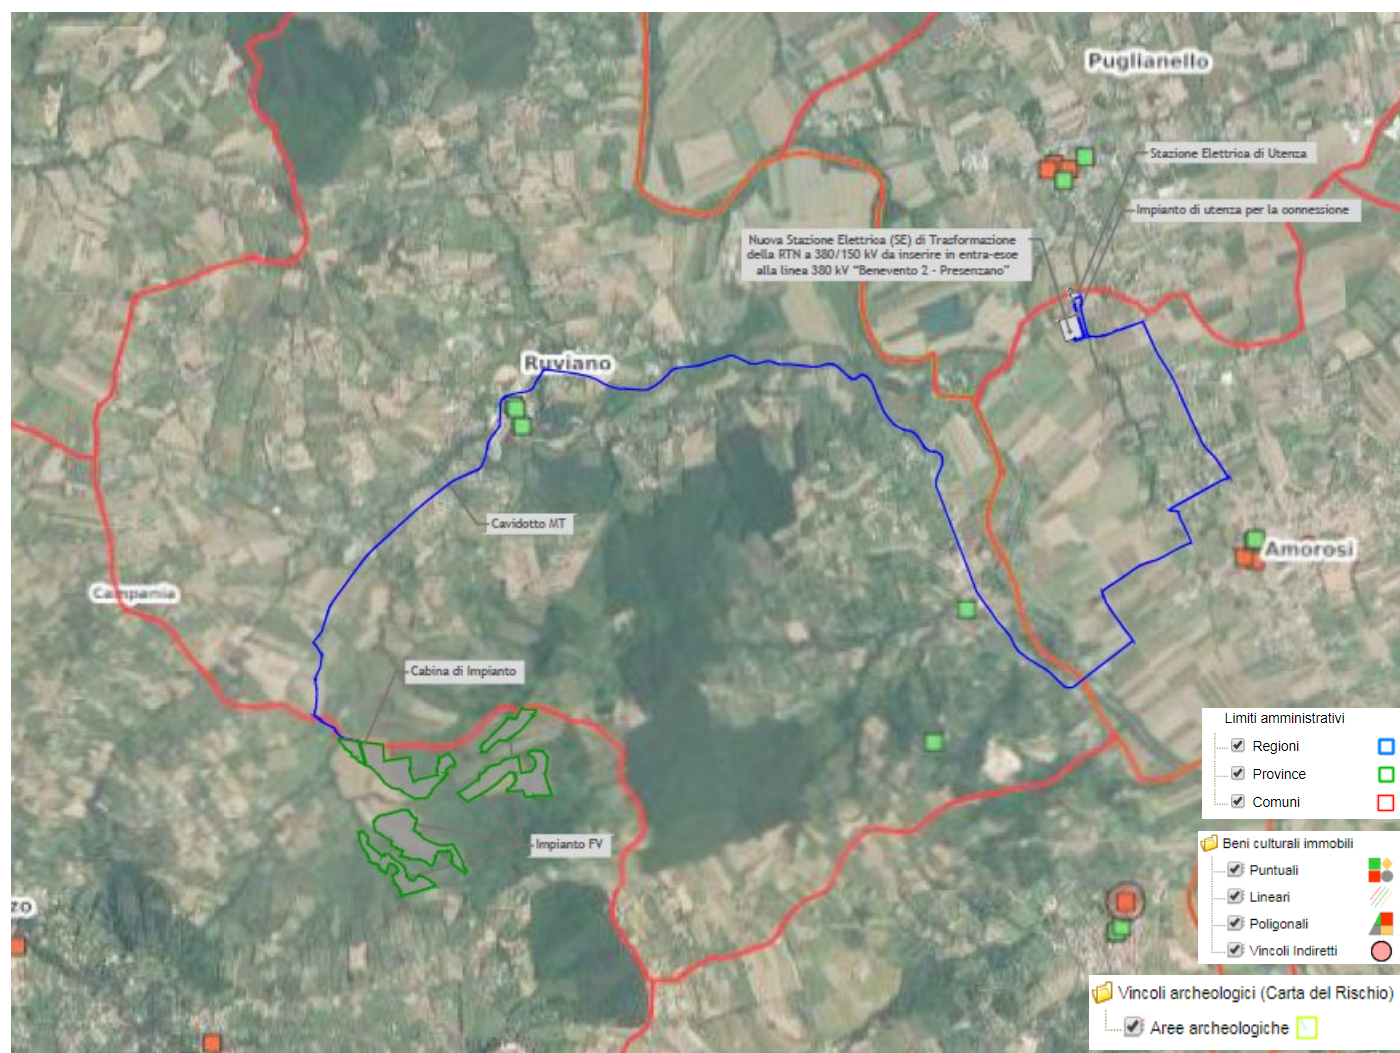 Puglianello
Stazione Elettrica di Utenza
Impianto di utenza per la connessione
Nuova Stazione Elettrica (SE) di Trasformazione
della RTN a 380/150 kV da inserire in entra-esce
alla linea 380 kV "Benevento 2 - Presenzano"
Ruviano
Cavidotto MT
Amorosi
Campania
Cabina di Impianto
Impianto FV
zo
Limiti amministrativi
Regioni
Province
Comuni
Beni culturali immobili
Puntuali
Lineari
Poligonali
Vincoli Indiretti
Vincoli archeologici (Carta del Rischio)
Aree archeologiche